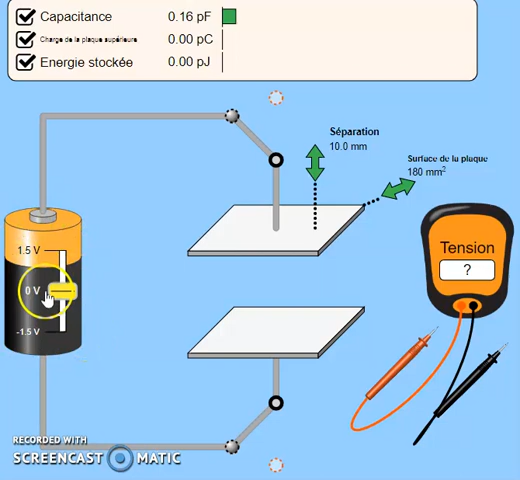 Capacitance 0.16 pF
Charge de la plaque supérieure 0.00 pC
Energie stockée 0.00 pJ
Séparation
10.0 mm
Surface de la plaque
180 mm²
1.5 V
0 V
-1.5 V
Tension
?
RECORDED WITH
SCREENCAST MATIC